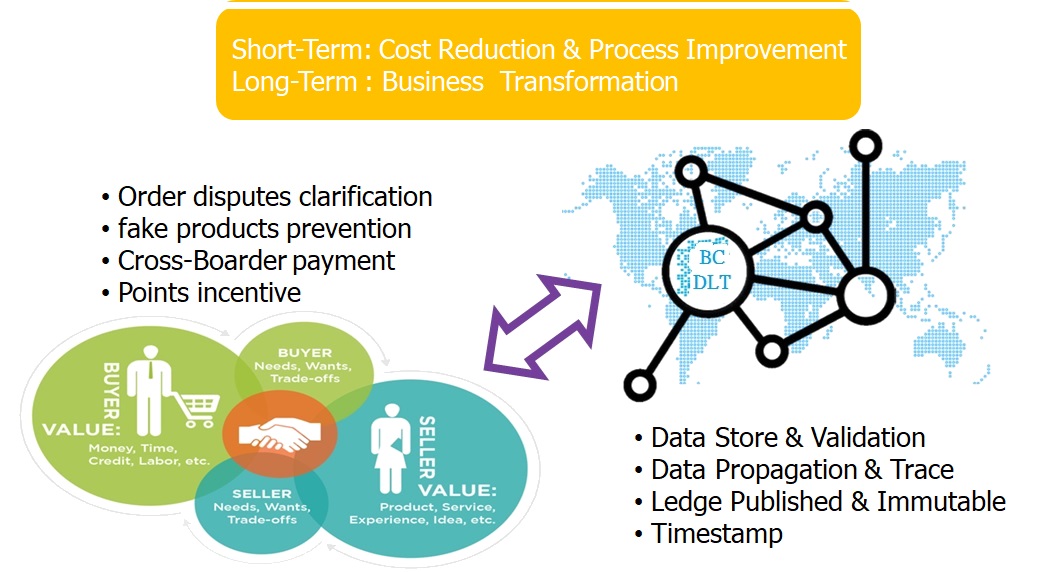 Short-Term: Cost Reduction & Process Improvement
Long-Term : Business Transformation
• Order disputes clarification
• fake products prevention
• Cross-Boarder payment
• Points incentive
BC
DLT
BUYER
Needs, Wants,
Trade-offs
BUYER
VALUE:
Money, Time,
Credit, Labor, etc.
SELLER
VALUE:
Product, Service,
Experience, Idea, etc.
SELLER
Needs, Wants,
Trade-offs
• Data Store & Validation
• Data Propagation & Trace
• Ledge Published & Immutable
• Timestamp